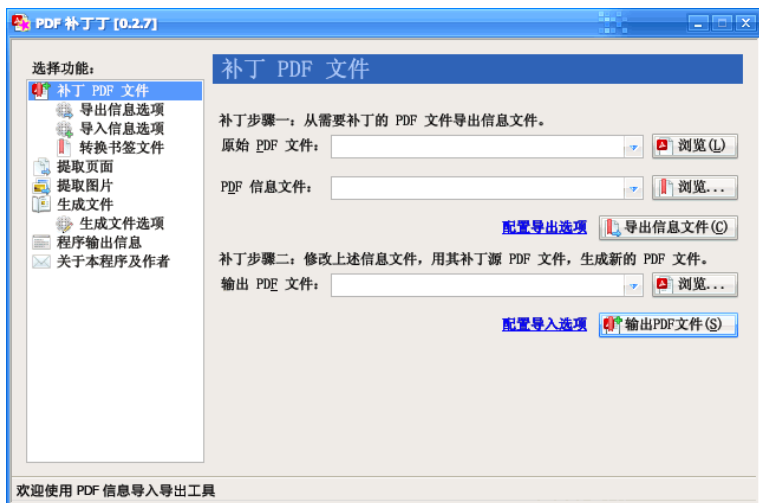 PDF 补丁丁 [0.2.7]
选择功能:
补丁 PDF 文件
导出信息选项
导入信息选项
转换书签文件
提取页面
提取图片
生成文件
生成文件选项
程序输出信息
关于本程序及作者
补丁 PDF 文件
补丁步骤一: 从需要补丁的 PDF 文件导出信息文件。
原始 PDF 文件: 浏览(L)
PDF 信息文件: 浏览...
配置导出选项 导出信息文件(C)
补丁步骤二: 修改上述信息文件, 用其补丁源 PDF 文件, 生成新的 PDF 文件。
输出 PDF 文件: 浏览...
配置导入选项 输出PDF文件(S)
欢迎使用 PDF 信息导入导出工具